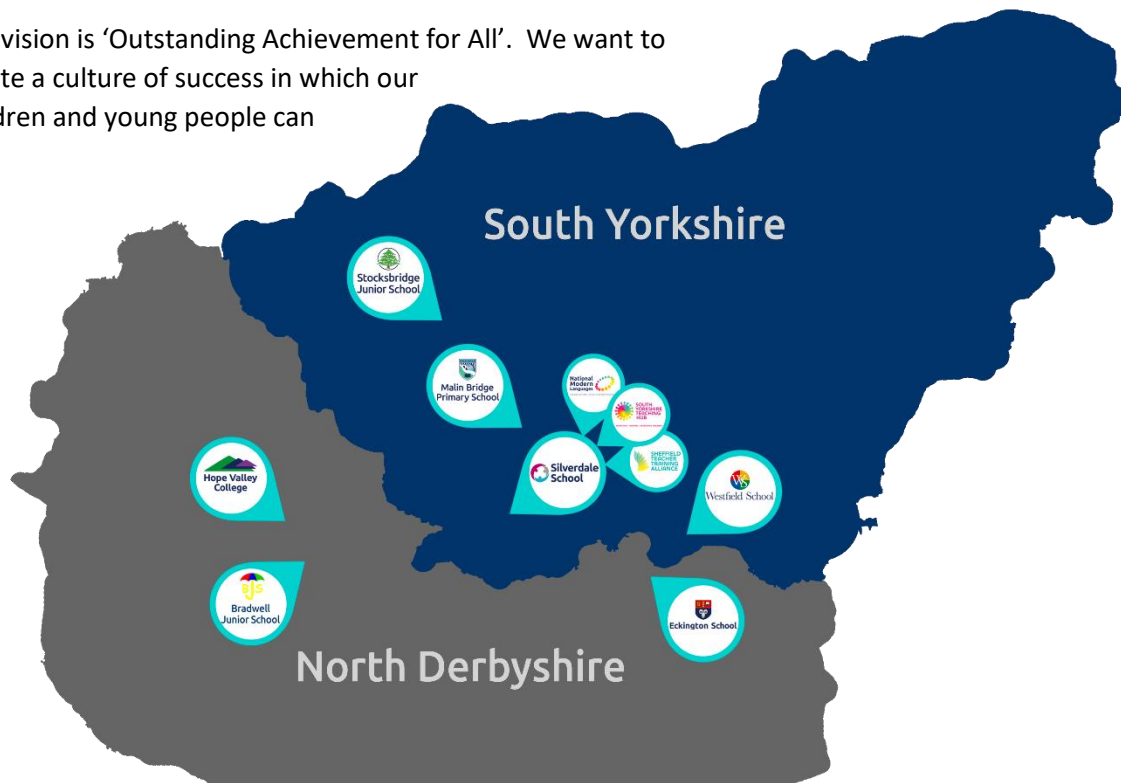 vision is ‘Outstanding Achievement for All’. We want to
te a culture of success in which our
dren and young people can
South Yorkshire
Stocksbridge
Junior School
Malin Bridge
Primary School
National
Modern
Languages
SOUTH
YORKSHIRE
TEACHING
HUB
Silverdale
School
SHEFFIELD
TEACHER
TRAINING
ALLIANCE
Hope Valley
College
WS
Westfield School
BJS
Bradwell
Junior School
Eckington School
North Derbyshire